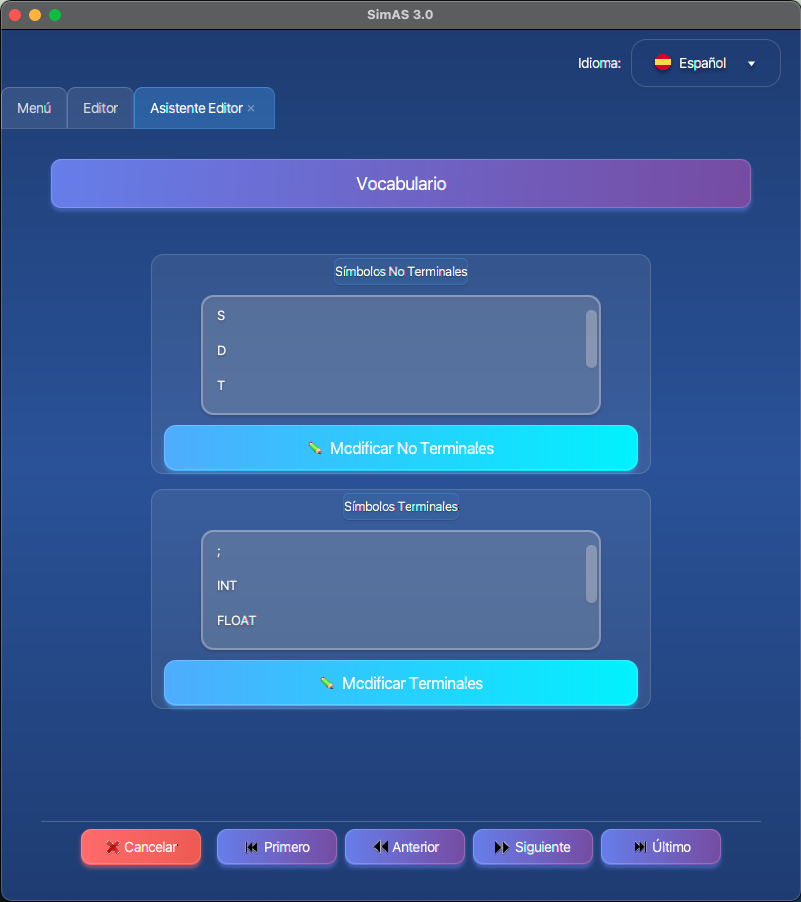 SimAS 3.0
Idioma: Español
Menú Editor Asistente Editor ×
Vocabulario
Símbolos No Terminales
S
D
T
Modificar No Terminales
Símbolos Terminales
;
INT
FLOAT
Modificar Terminales
Cancelar Primero Anterior Siguiente Último